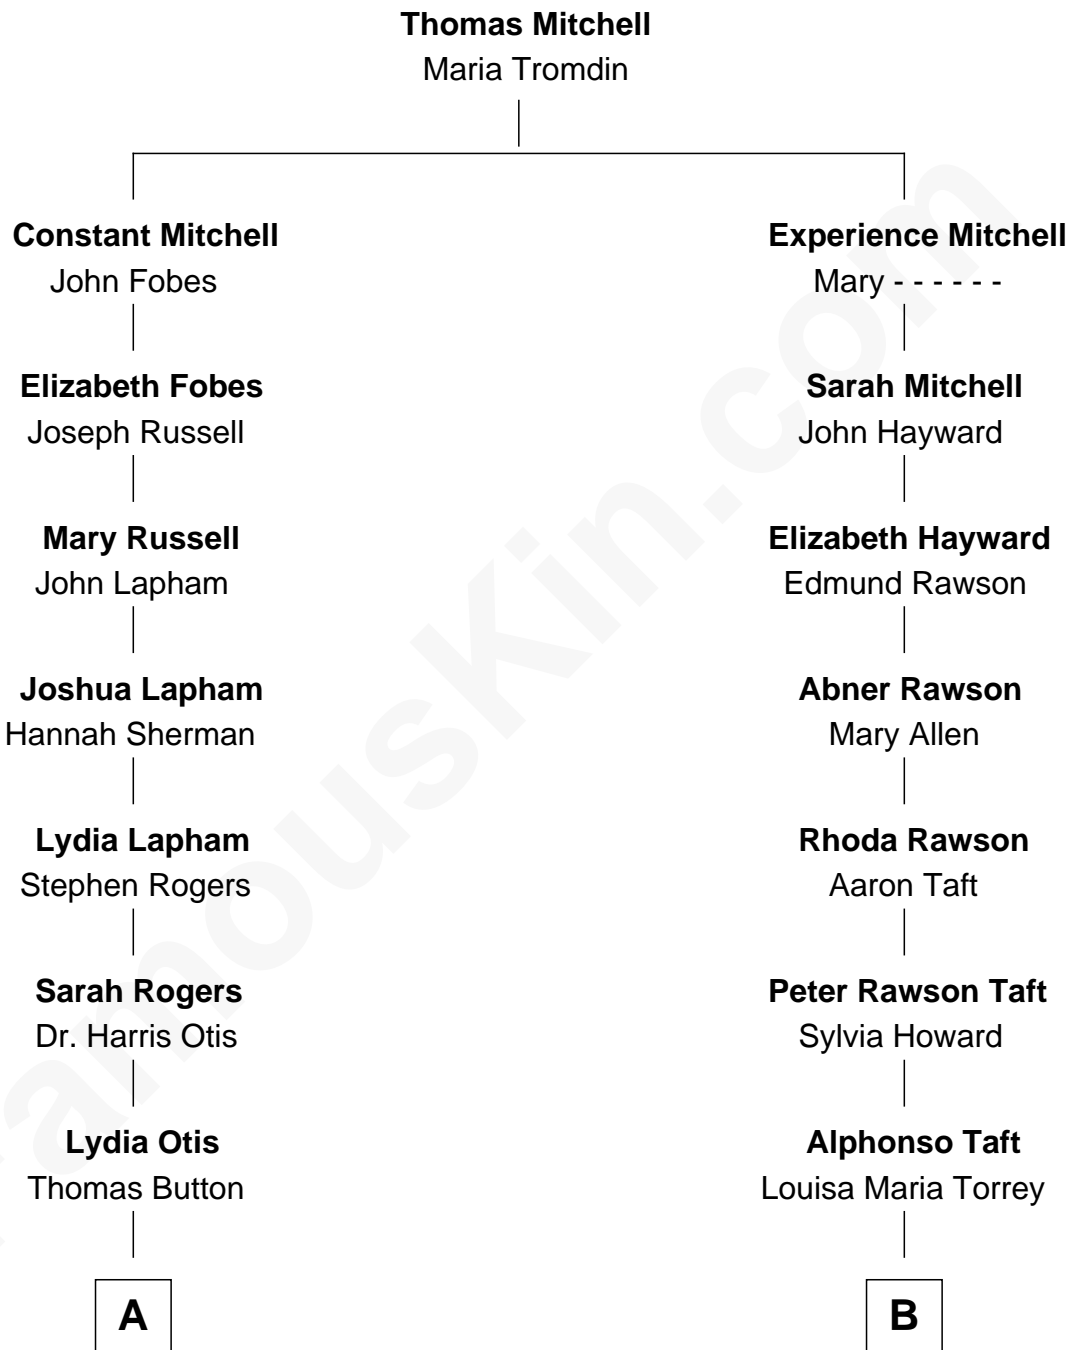 Thomas Mitchell
Maria Tromdin
Constant Mitchell
John Fobes
Experience Mitchell
Mary - - - - - -
Elizabeth Fobes
Joseph Russell
Sarah Mitchell
John Hayward
Mary Russell
John Lapham
Elizabeth Hayward
Edmund Rawson
Joshua Lapham
Hannah Sherman
Abner Rawson
Mary Allen
Lydia Lapham
Stephen Rogers
Rhoda Rawson
Aaron Taft
Sarah Rogers
Dr. Harris Otis
Peter Rawson Taft
Sylvia Howard
Lydia Otis
Thomas Button
Alphonso Taft
Louisa Maria Torrey
A
B
FamousKin.com